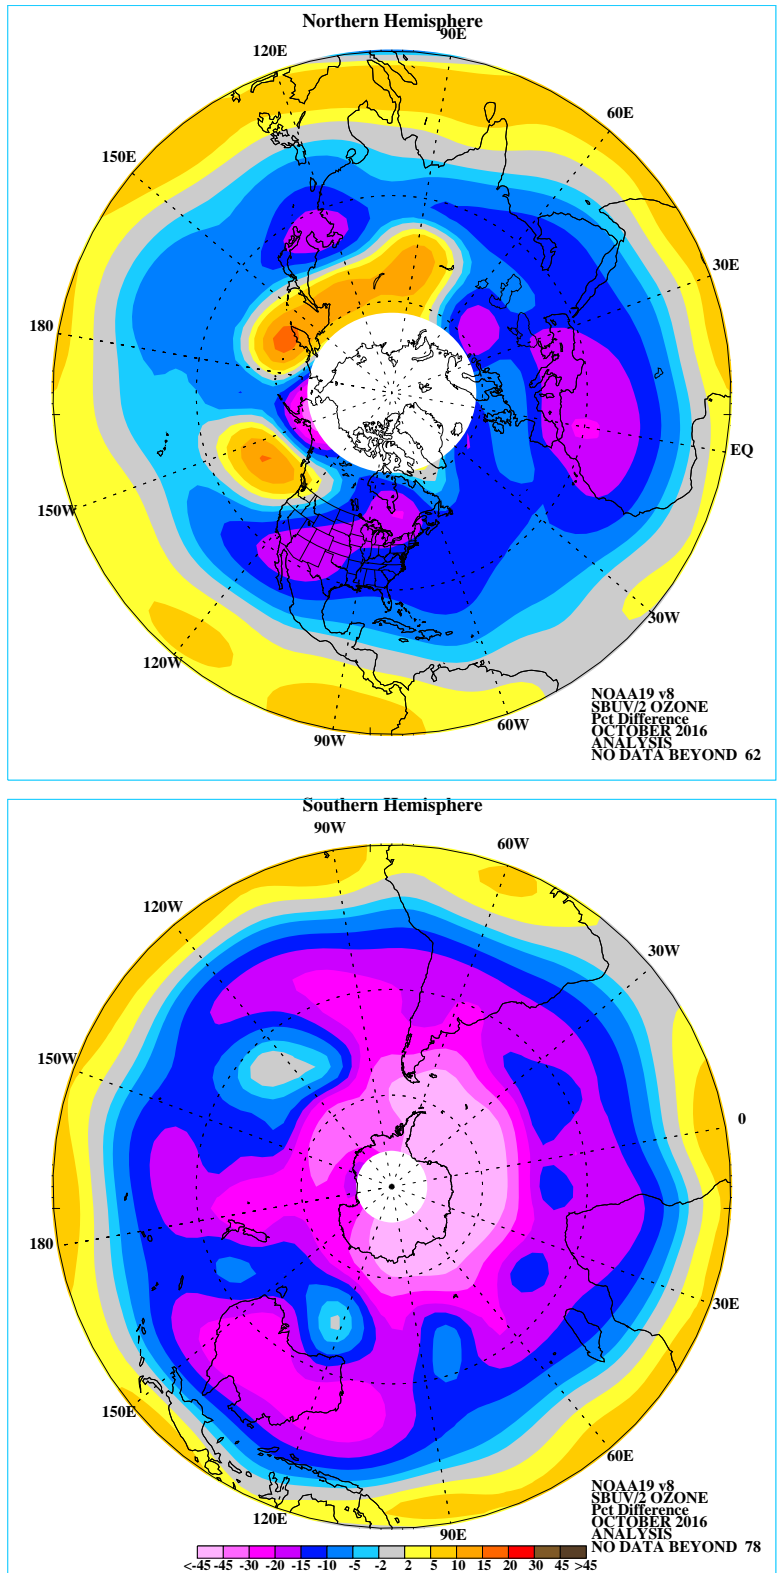 Northern Hemisphere
90E
120E
60E
150E
30E
180
EQ
150W
30W
120W
60W
90W
NOAA19 v8
SBUV/2 OZONE
Pct Difference
OCTOBER 2016
ANALYSIS
NO DATA BEYOND 62
Southern Hemisphere
90W
60W
120W
30W
150W
0
180
30E
150E
60E
120E
90E
NOAA19 v8
SBUV/2 OZONE
Pct Difference
OCTOBER 2016
ANALYSIS
NO DATA BEYOND 78
<-45 -45 -30 -20 -15 -10 -5 -2 2 5 10 15 20 30 45 >45